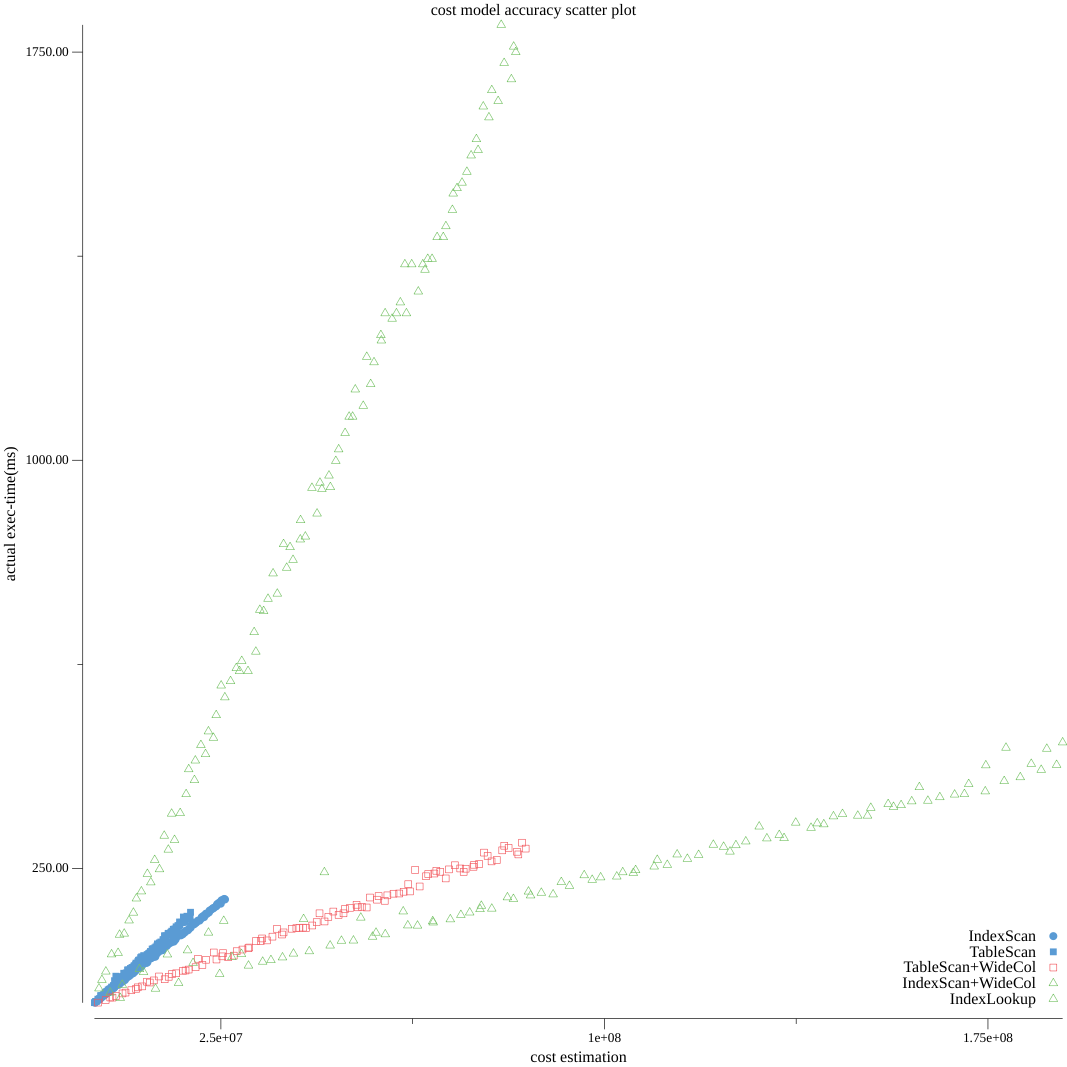 cost model accuracy scatter plot
1750.00
1000.00
250.00
actual exec-time(ms)
IndexScan
TableScan
TableScan+WideCol
IndexScan+WideCol
IndexLookup
2.5e+07
1e+08
1.75e+08
cost estimation